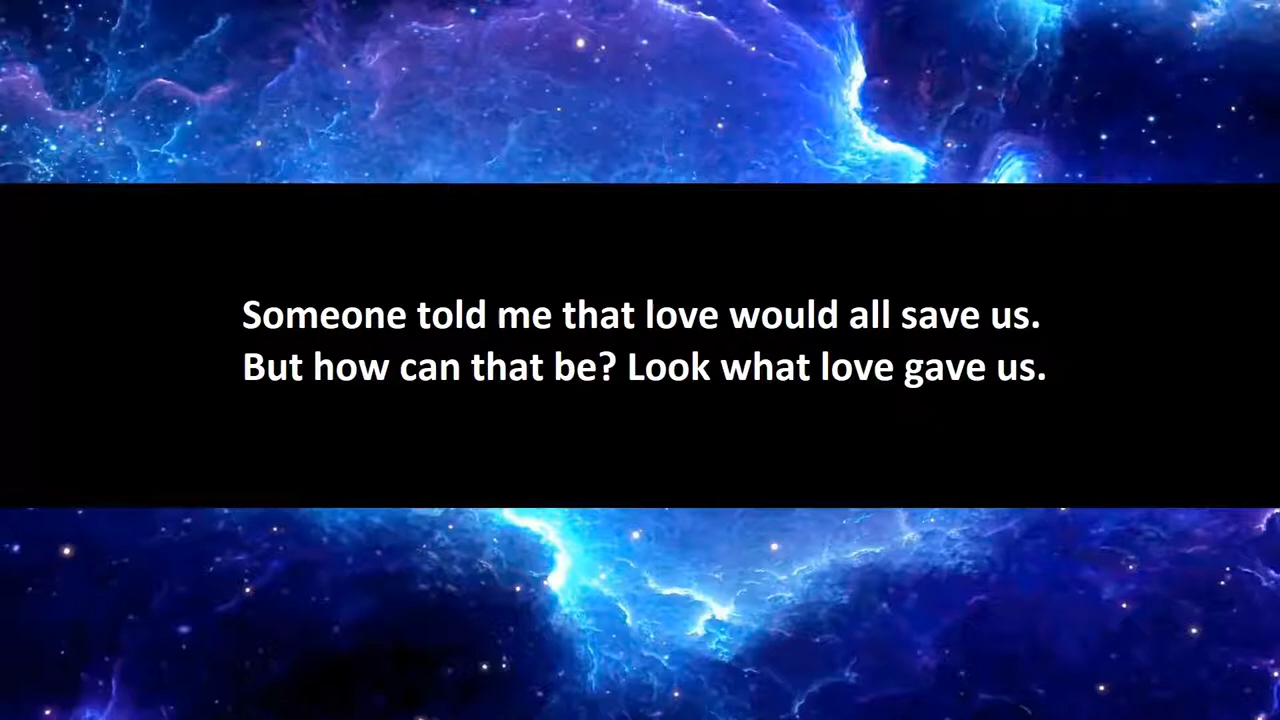 Someone told me that love would all save us.
But how can that be? Look what love gave us.